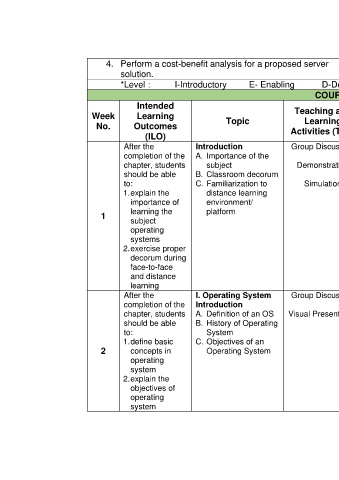 4. Perform a cost-benefit analysis for a proposed server
solution.
*Level : I-Introductory E- Enabling
COUR
Week
No.
Intended
Learning
Outcomes
(ILO)
Topic
Teaching a
Learning
Activities (T
1
After the
completion of the
chapter, students
should be able
to:
1.explain the
importance of
learning the
subject
operating
systems
2.exercise proper
decorum during
face-to-face
and distance
learning
Introduction
A. Importance of the
subject
B. Classroom decorum
C. Familiarization to
distance learning
environment/
platform
Group Discus
Demonstrati
Simulation
2
After the
completion of the
chapter, students
should be able
to:
1.define basic
concepts in
operating
system
2.explain the
objectives of
operating
system
I. Operating System
Introduction
A. Definition of an OS
B. History of Operating
System
C. Objectives of an
Operating System
Group Discus
Visual Present